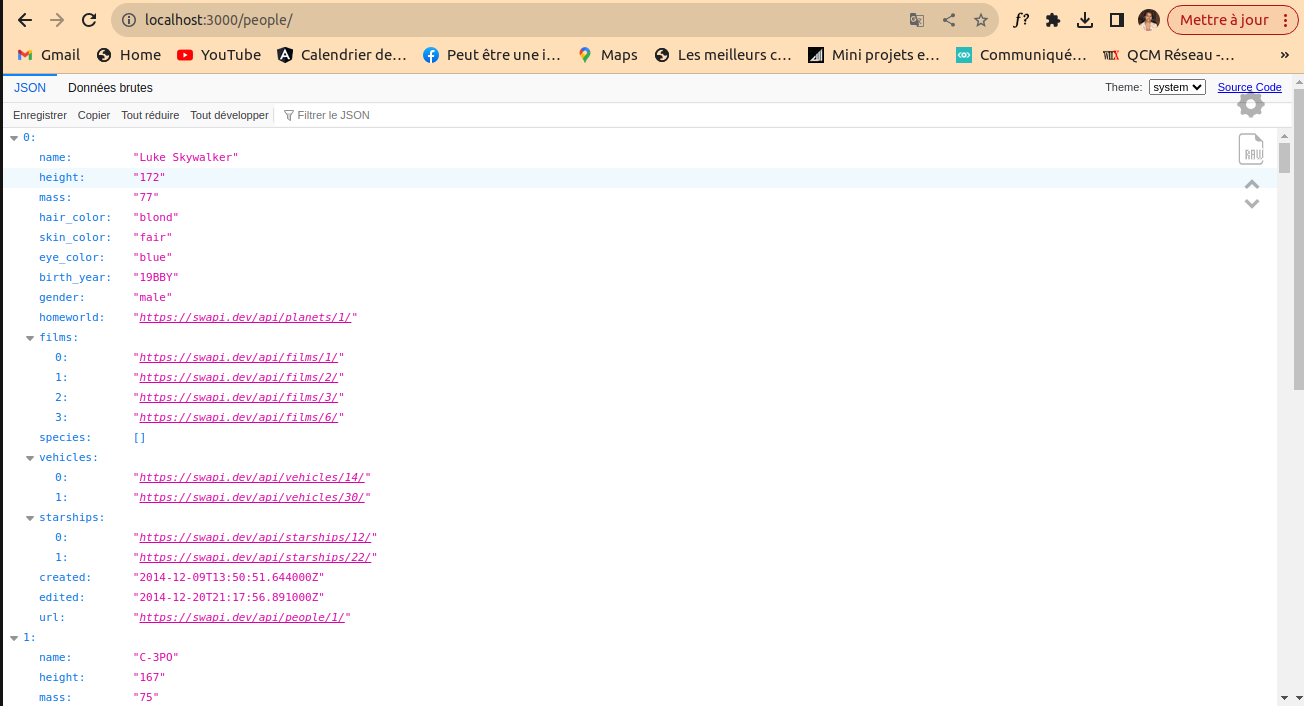 localhost:3000/people/
f?
Mettre à jour
Gmail Home YouTube Calendrier de... Peut être une i... Maps Les meilleurs c... Mini projets e... Communiqué... QCM Réseau -... »
JSON Données brutes Theme: system Source Code
Enregistrer Copier Tout réduire Tout développer Filtrer le JSON
0:
RAW
name: "Luke Skywalker"
height: "172"
mass: "77"
hair_color: "blond"
skin_color: "fair"
eye_color: "blue"
birth_year: "19BBY"
gender: "male"
homeworld: "https://swapi.dev/api/planets/1/"
films:
0: "https://swapi.dev/api/films/1/"
1: "https://swapi.dev/api/films/2/"
2: "https://swapi.dev/api/films/3/"
3: "https://swapi.dev/api/films/6/"
species: []
vehicles:
0: "https://swapi.dev/api/vehicles/14/"
1: "https://swapi.dev/api/vehicles/30/"
starships:
0: "https://swapi.dev/api/starships/12/"
1: "https://swapi.dev/api/starships/22/"
created: "2014-12-09T13:50:51.644000Z"
edited: "2014-12-20T21:17:56.891000Z"
url: "https://swapi.dev/api/people/1/"
1:
name: "C-3PO"
height: "167"
mass: "75"